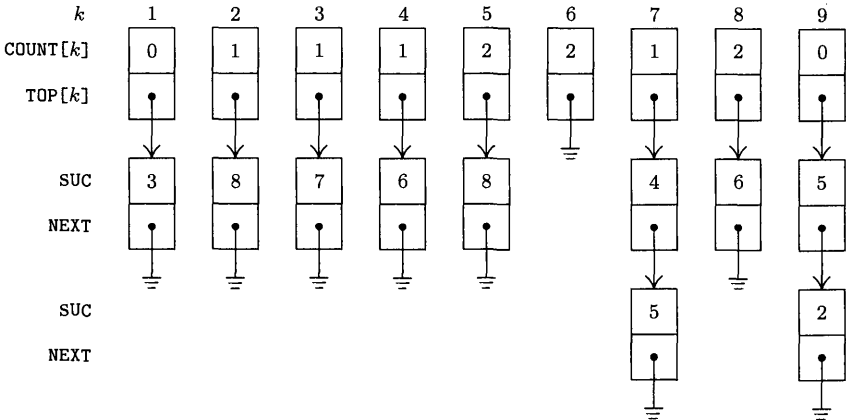 k 1 2 3 4 5 6 7 8 9
COUNT[k] 0 1 1 1 2 2 1 2 0
TOP[k]
SUC 3 8 7 6 8 4 6 5
NEXT
SUC 5 2
NEXT